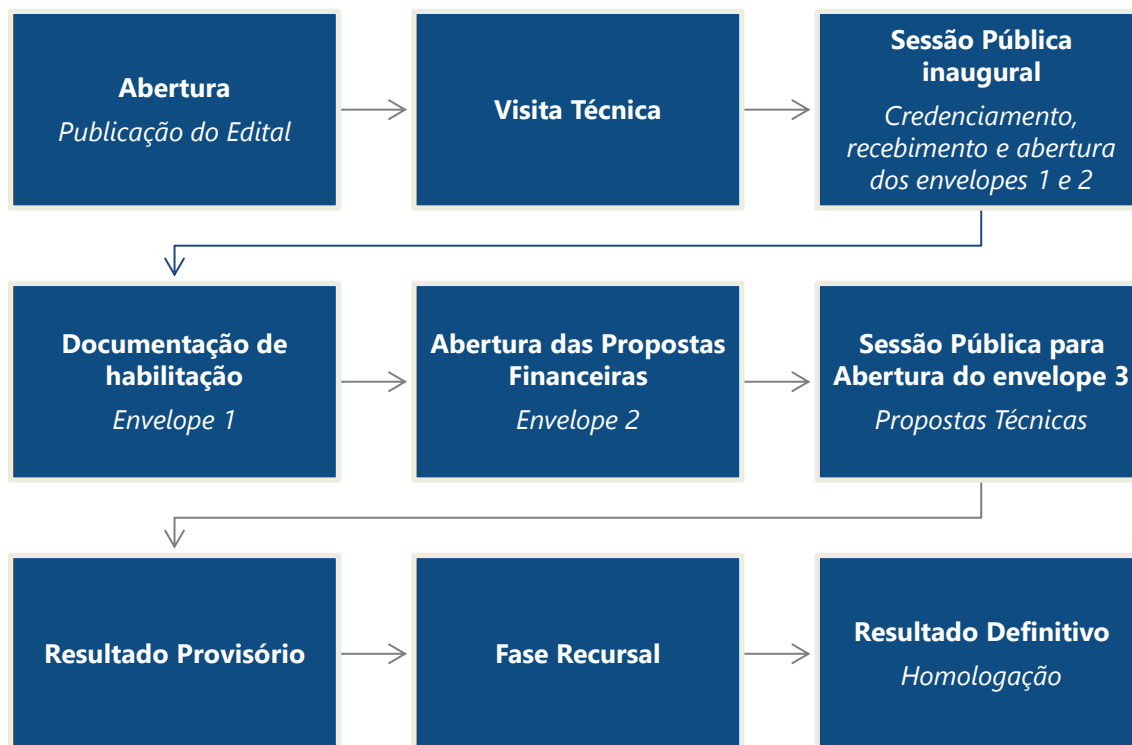 Abertura
Publicação do Edital
Visita Técnica
Sessão Pública
inaugural
Credenciamento,
recebimento e abertura
dos envelopes 1 e 2
Documentação de
habilitação
Envelope 1
Abertura das Propostas
Financeiras
Envelope 2
Sessão Pública para
Abertura do envelope 3
Propostas Técnicas
Resultado Provisório
Fase Recursal
Resultado Definitivo
Homologação